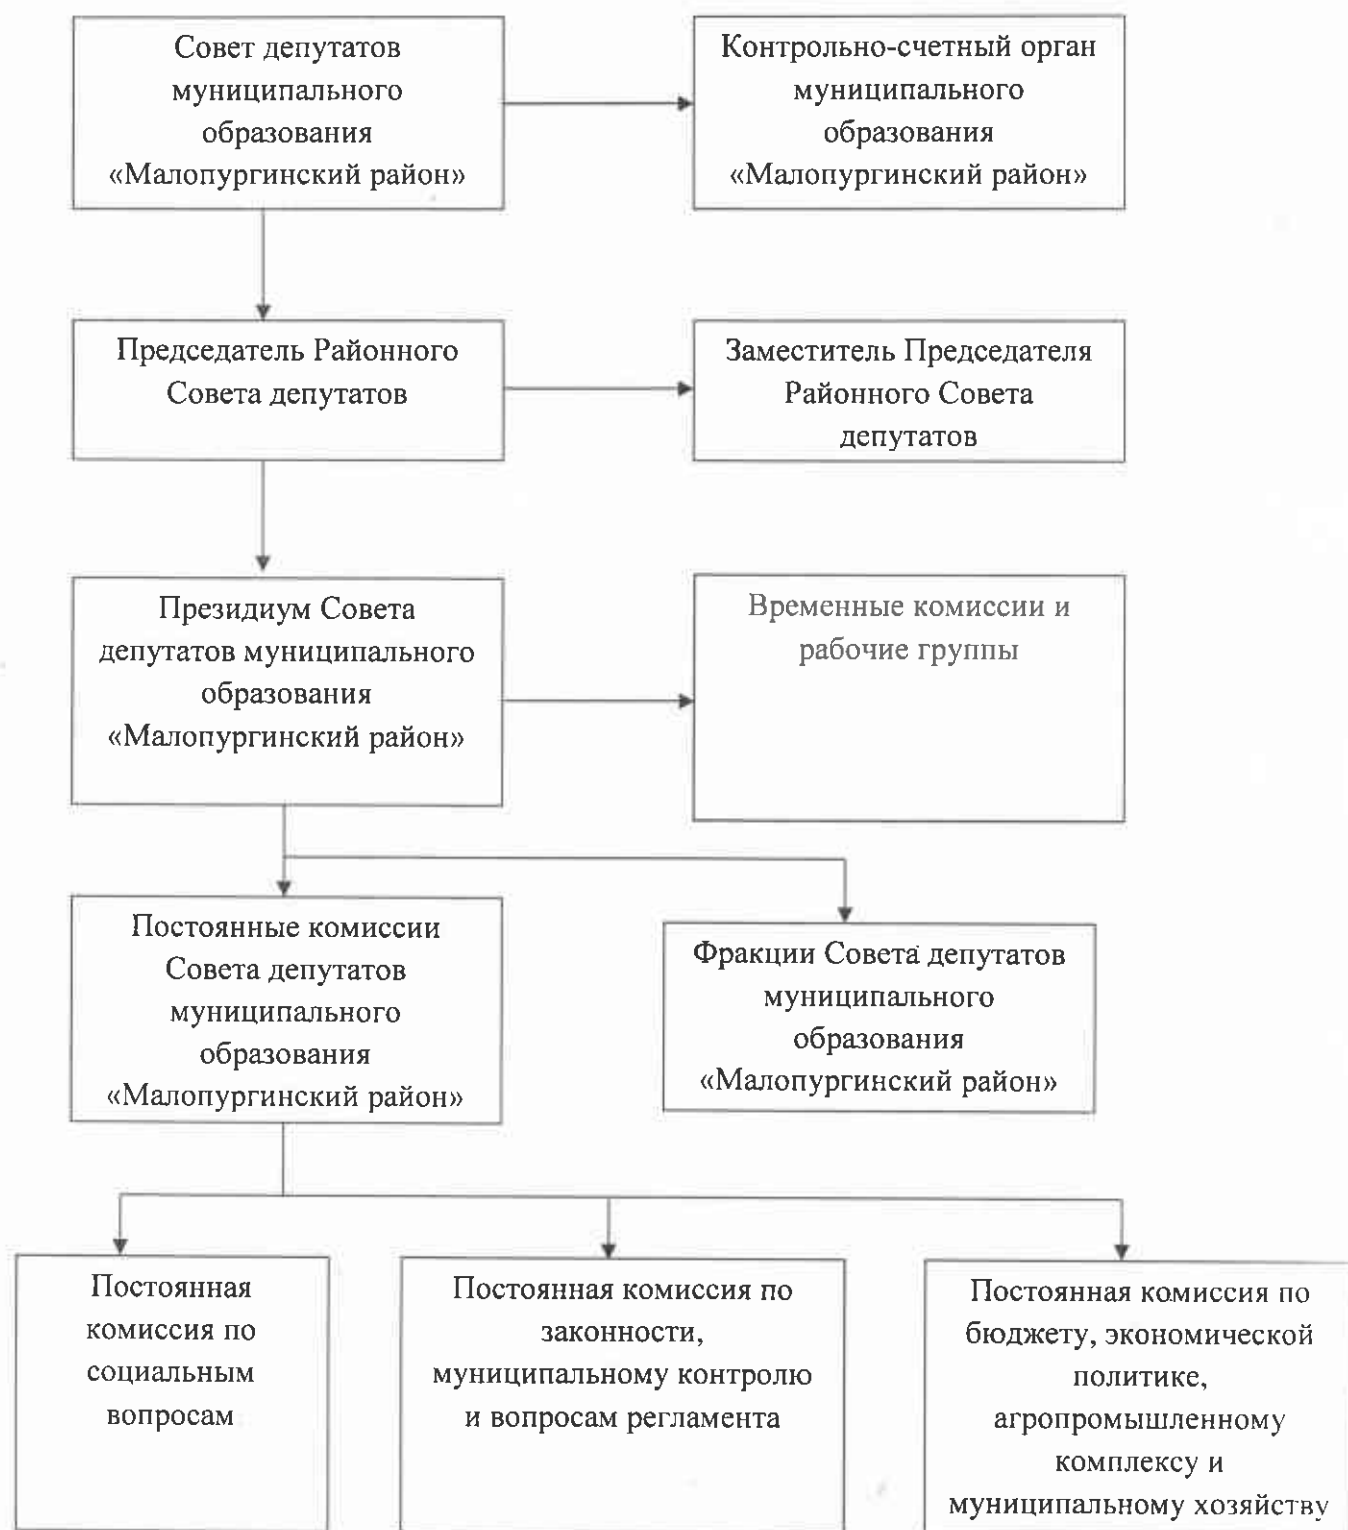 Совет депутатов
муниципального
образования
«Малопургинский район»
Контрольно-счетный орган
муниципального
образования
«Малопургинский район»
Председатель Районного
Совета депутатов
Заместитель Председателя
Районного Совета
депутатов
Президиум Совета
депутатов муниципального
образования
«Малопургинский район»
Временные комиссии и
рабочие группы
Постоянные комиссии
Совета депутатов
муниципального
образования
«Малопургинский район»
Фракции Совета депутатов
муниципального
образования
«Малопургинский район»
Постоянная
комиссия по
социальным
вопросам
Постоянная комиссия по
законности,
муниципальному контролю
и вопросам регламента
Постоянная комиссия по
бюджету, экономической
политике,
агропромышленному
комплексу и
муниципальному хозяйству